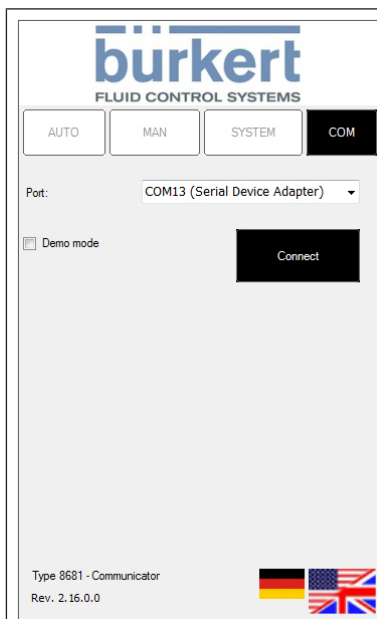 bürkert
FLUID CONTROL SYSTEMS
AUTO MAN SYSTEM COM
Port: COM13 (Serial Device Adapter)
Demo mode
Connect
Type 8681 - Communicator
Rev. 2.16.0.0